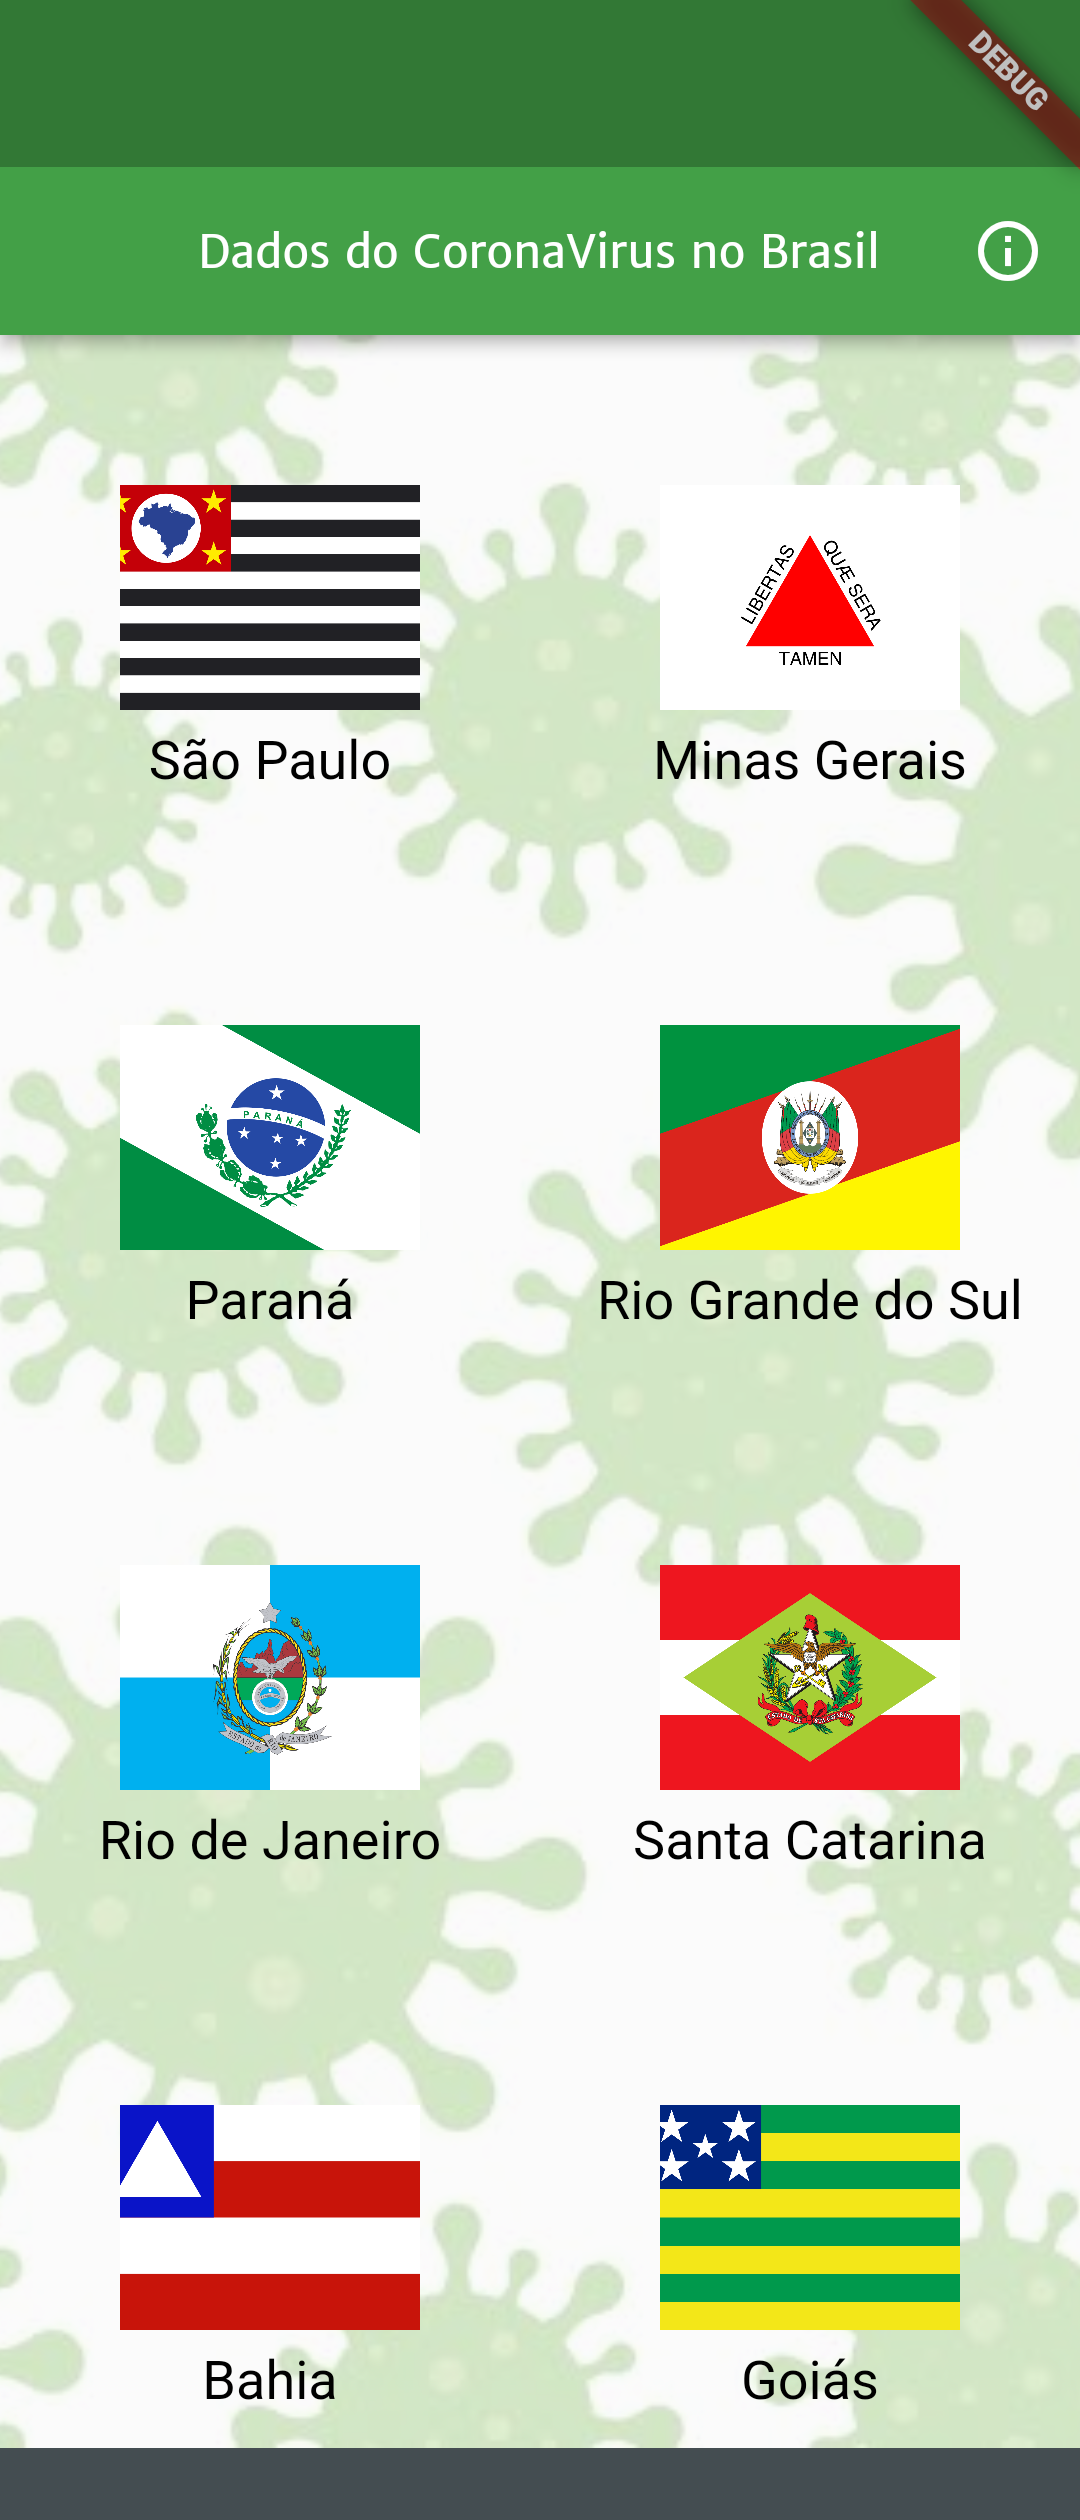 DEBUG
Dados do CoronaVirus no Brasil
LIBERTAS
QUÆ SERA
TAMEN
São Paulo
Minas Gerais
PARANÁ
Paraná
Rio Grande do Sul
Rio de Janeiro
Santa Catarina
Bahia
Goiás